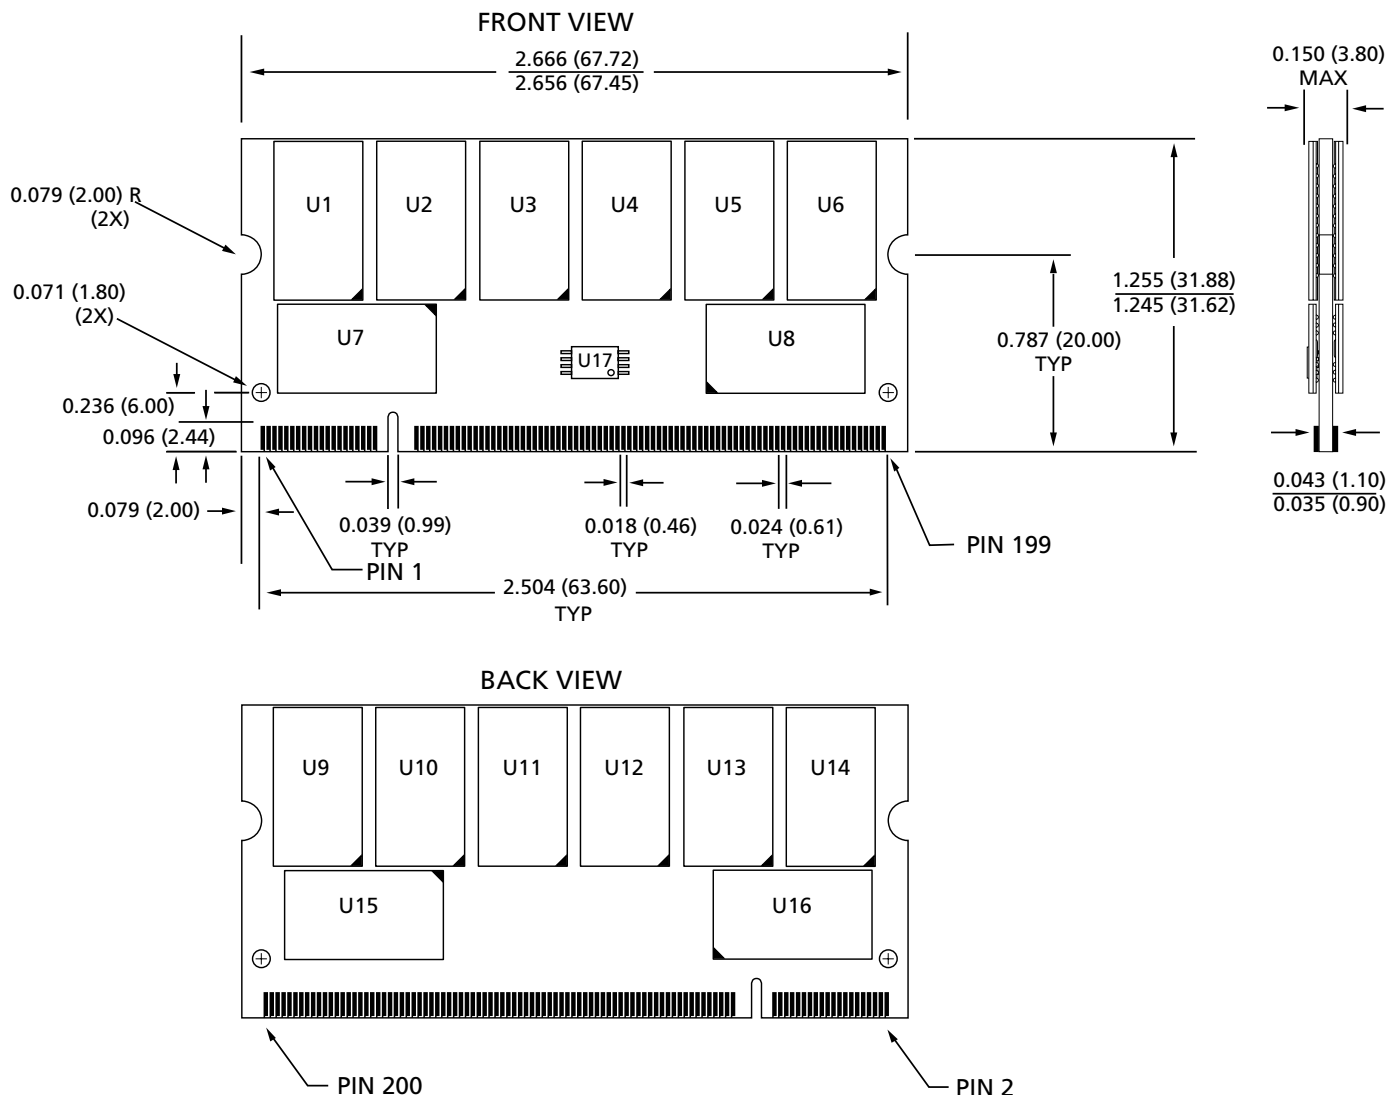 FRONT VIEW
2.666 (67.72)
2.656 (67.45)
0.150 (3.80)
MAX
U1
U2
U3
U4
U5
U6
0.079 (2.00) R
(2X)
0.071 (1.80)
(2X)
1.255 (31.88)
1.245 (31.62)
0.787 (20.00)
TYP
U7
U17
U8
0.236 (6.00)
0.096 (2.44)
0.079 (2.00)
0.039 (0.99)
TYP
0.018 (0.46)
TYP
0.024 (0.61)
TYP
0.043 (1.10)
0.035 (0.90)
PIN 199
PIN 1
2.504 (63.60)
TYP
BACK VIEW
U9
U10
U11
U12
U13
U14
U15
U16
PIN 200
PIN 2